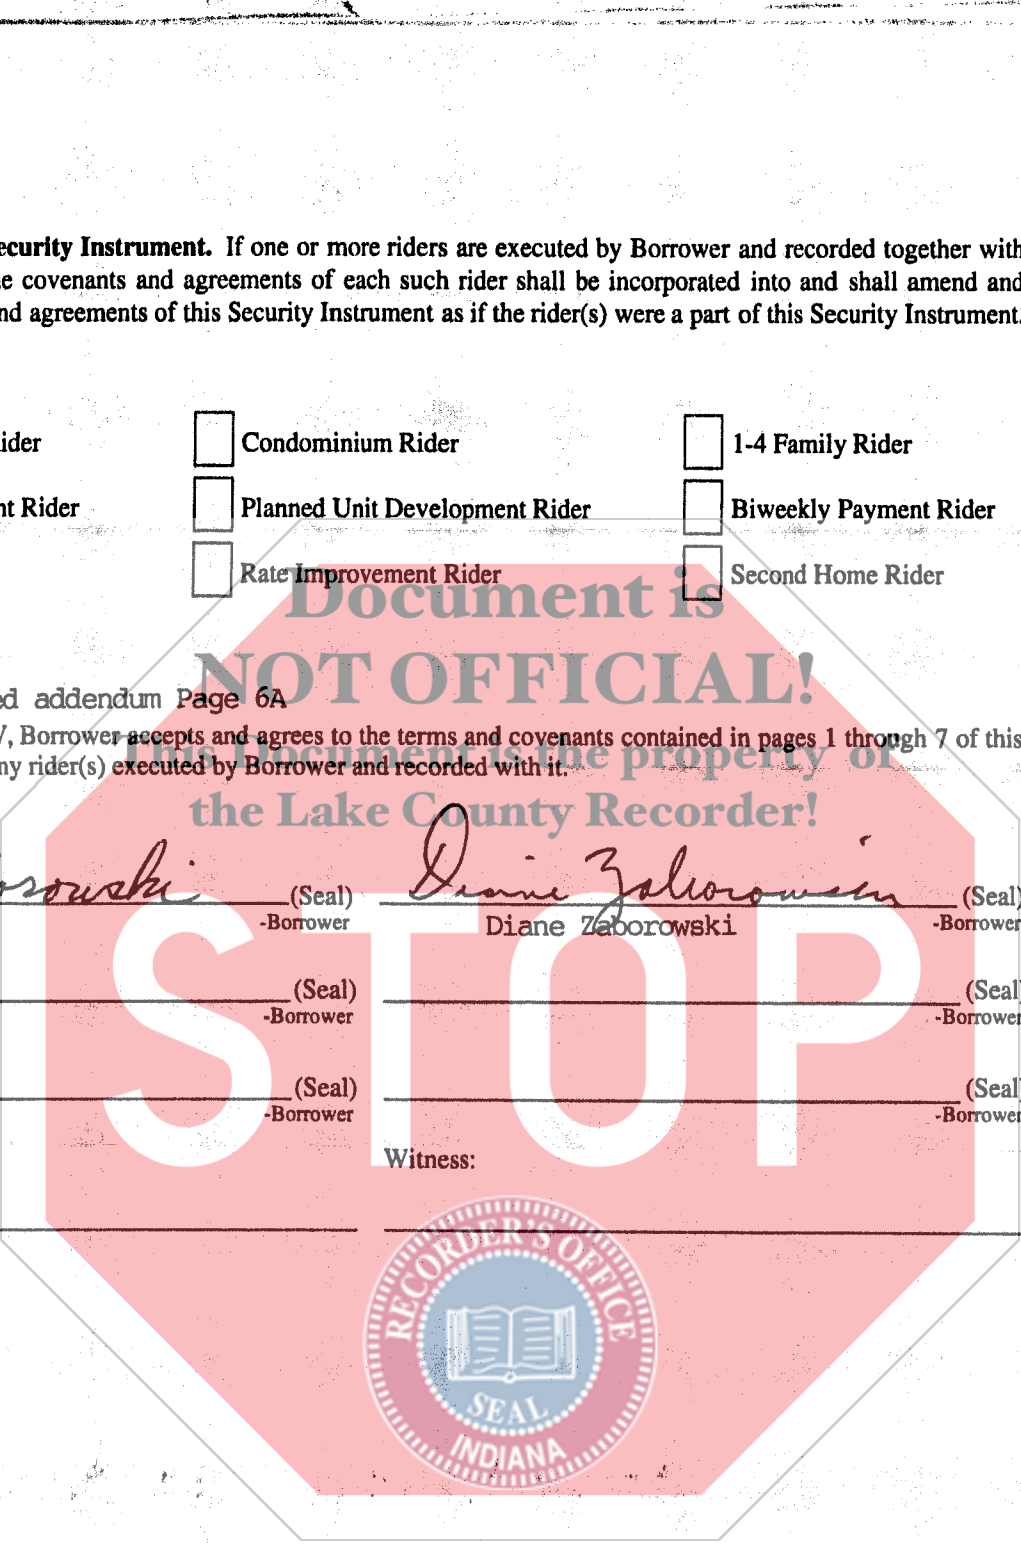 ecurity Instrument. If one or more riders are executed by Borrower and recorded together with
e covenants and agreements of each such rider shall be incorporated into and shall amend and
nd agreements of this Security Instrument as if the rider(s) were a part of this Security Instrument.
ider Condominium Rider 1-4 Family Rider
nt Rider Planned Unit Development Rider Biweekly Payment Rider
Rate Improvement Rider Second Home Rider
Document is
NOT OFFICIAL!
ed addendum Page 6A
, Borrower accepts and agrees to the terms and covenants contained in pages 1 through 7 of this
This Document is the property of
ny rider(s) executed by Borrower and recorded with it.
the Lake County Recorder!
orowski (Seal) Diane Zaborowski (Seal)
-Borrower Diane Zaborowski -Borrower
(Seal) (Seal)
-Borrower -Borrower
(Seal) (Seal)
-Borrower -Borrower
Witness:
STOP
RECORDER'S OFFICE
SEAL
INDIANA